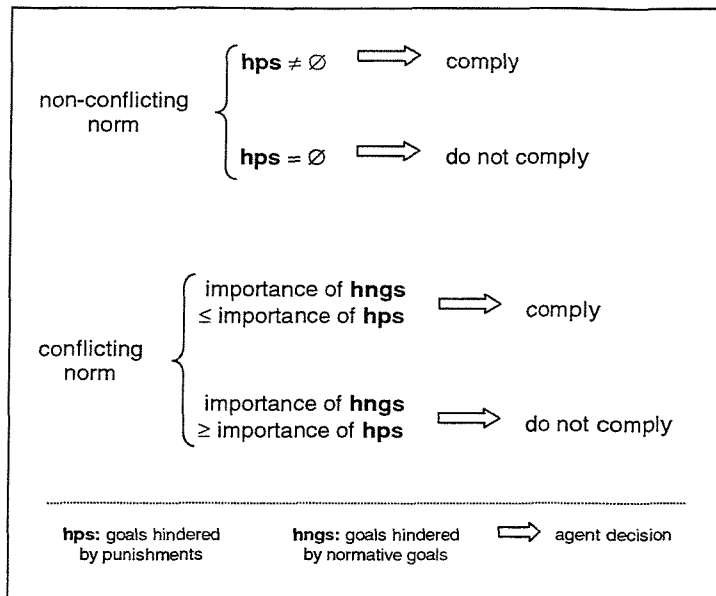 hps ≠ ∅ comply
non-conflicting
norm
hps = ∅ do not comply
importance of hngs
≤ importance of hps
comply
conflicting
norm
importance of hngs
≥ importance of hps
do not comply
hps: goals hindered
by punishments
hngs: goals hindered
by normative goals
agent decision